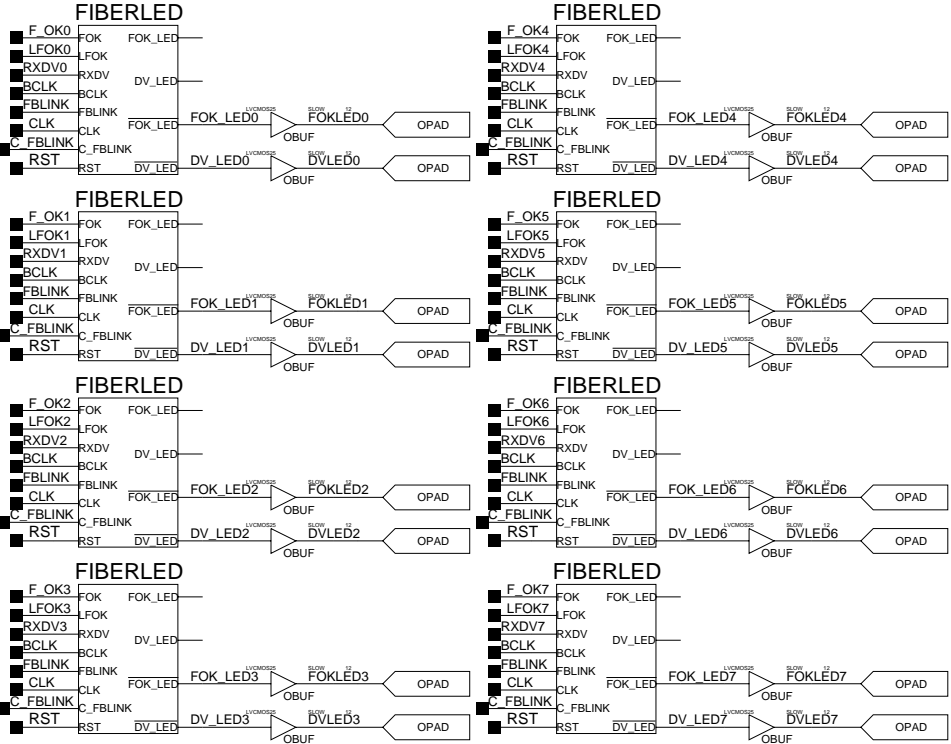 FIBERLED
F_OK0 FOK FOK_LED
LFOK0 LFOK
RXDV0 RXDV DV_LED
BCLK BCLK
FBLINK FBLINK LVCMOS25 SLOW 12
CLK CLK FOK_LED FOK_LED0 OBUF FOKLED0 OPAD
C_FBLINK C_FBLINK LVCMOS25 SLOW 12
RST RST DV_LED DV_LED0 OBUF DVLED0 OPAD
FIBERLED
F_OK1 FOK FOK_LED
LFOK1 LFOK
RXDV1 RXDV DV_LED
BCLK BCLK
FBLINK FBLINK LVCMOS25 SLOW 12
CLK CLK FOK_LED FOK_LED1 OBUF FOKLED1 OPAD
C_FBLINK C_FBLINK LVCMOS25 SLOW 12
RST RST DV_LED DV_LED1 OBUF DVLED1 OPAD
FIBERLED
F_OK2 FOK FOK_LED
LFOK2 LFOK
RXDV2 RXDV DV_LED
BCLK BCLK
FBLINK FBLINK LVCMOS25 SLOW 12
CLK CLK FOK_LED FOK_LED2 OBUF FOKLED2 OPAD
C_FBLINK C_FBLINK LVCMOS25 SLOW 12
RST RST DV_LED DV_LED2 OBUF DVLED2 OPAD
FIBERLED
F_OK3 FOK FOK_LED
LFOK3 LFOK
RXDV3 RXDV DV_LED
BCLK BCLK
FBLINK FBLINK LVCMOS25 SLOW 12
CLK CLK FOK_LED FOK_LED3 OBUF FOKLED3 OPAD
C_FBLINK C_FBLINK LVCMOS25 SLOW 12
RST RST DV_LED DV_LED3 OBUF DVLED3 OPAD
FIBERLED
F_OK4 FOK FOK_LED
LFOK4 LFOK
RXDV4 RXDV DV_LED
BCLK BCLK
FBLINK FBLINK LVCMOS25 SLOW 12
CLK CLK FOK_LED FOK_LED4 OBUF FOKLED4 OPAD
C_FBLINK C_FBLINK LVCMOS25 SLOW 12
RST RST DV_LED DV_LED4 OBUF DVLED4 OPAD
FIBERLED
F_OK5 FOK FOK_LED
LFOK5 LFOK
RXDV5 RXDV DV_LED
BCLK BCLK
FBLINK FBLINK LVCMOS25 SLOW 12
CLK CLK FOK_LED FOK_LED5 OBUF FOKLED5 OPAD
C_FBLINK C_FBLINK LVCMOS25 SLOW 12
RST RST DV_LED DV_LED5 OBUF DVLED5 OPAD
FIBERLED
F_OK6 FOK FOK_LED
LFOK6 LFOK
RXDV6 RXDV DV_LED
BCLK BCLK
FBLINK FBLINK LVCMOS25 SLOW 12
CLK CLK FOK_LED FOK_LED6 OBUF FOKLED6 OPAD
C_FBLINK C_FBLINK LVCMOS25 SLOW 12
RST RST DV_LED DV_LED6 OBUF DVLED6 OPAD
FIBERLED
F_OK7 FOK FOK_LED
LFOK7 LFOK
RXDV7 RXDV DV_LED
BCLK BCLK
FBLINK FBLINK LVCMOS25 SLOW 12
CLK CLK FOK_LED FOK_LED7 OBUF FOKLED7 OPAD
C_FBLINK C_FBLINK LVCMOS25 SLOW 12
RST RST DV_LED DV_LED7 OBUF DVLED7 OPAD